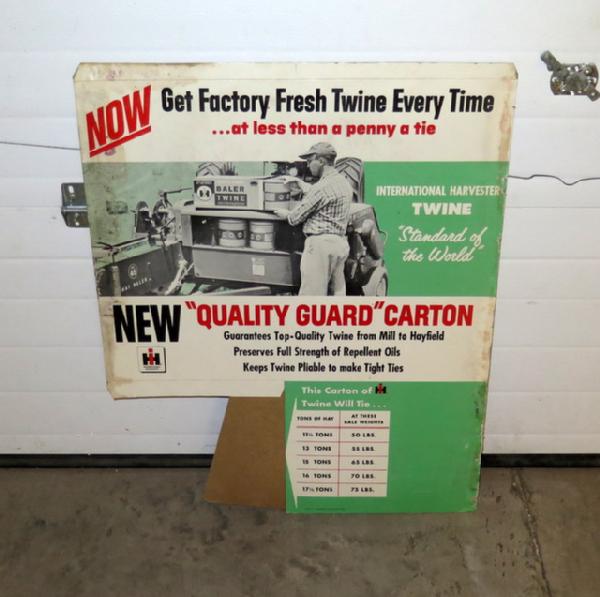 NOW Get Factory Fresh Twine Every Time
...at less than a penny a tie
BALER
TWINE
INTERNATIONAL HARVESTER
TWINE
"Standard of
the World"
NEW "QUALITY GUARD" CARTON
Guarantees Top-Quality Twine from Mill to Hayfield
Preserves Full Strength of Repellent Oils
Keeps Twine Pliable to make Tight Ties
IH
This Carton of IH
Twine Will Tie...
TONS OF HAY AT THESE BALE WEIGHTS
11½ TONS 50 LBS.
13 TONS 55 LBS.
15 TONS 65 LBS.
16 TONS 70 LBS.
17½ TONS 75 LBS.